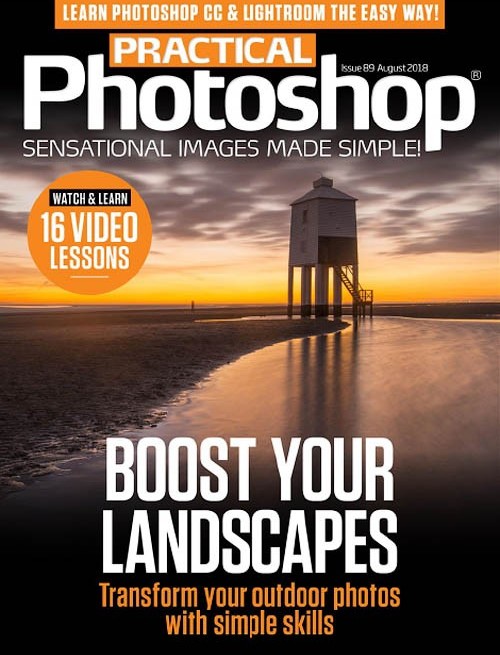 LEARN PHOTOSHOP CC & LIGHTROOM THE EASY WAY!
PRACTICAL
Issue 89 August 2018
Photoshop®
SENSATIONAL IMAGES MADE SIMPLE!
WATCH & LEARN
16 VIDEO
LESSONS
BOOST YOUR
LANDSCAPES
Transform your outdoor photos
with simple skills